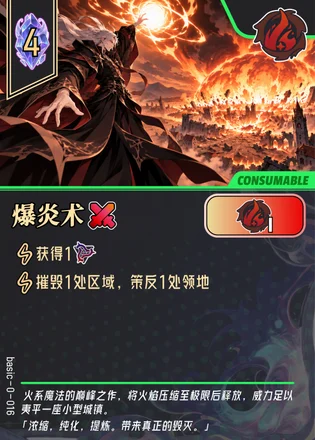 4
CONSUMABLE
爆炎术
1
获得1
摧毁1处区域，策反1处领地
basic-0-016
火系魔法的巅峰之作，将火焰压缩至极限后释放，威力足以
夷平一座小型城镇。
「浓缩，纯化，提炼。带来真正的毁灭。」